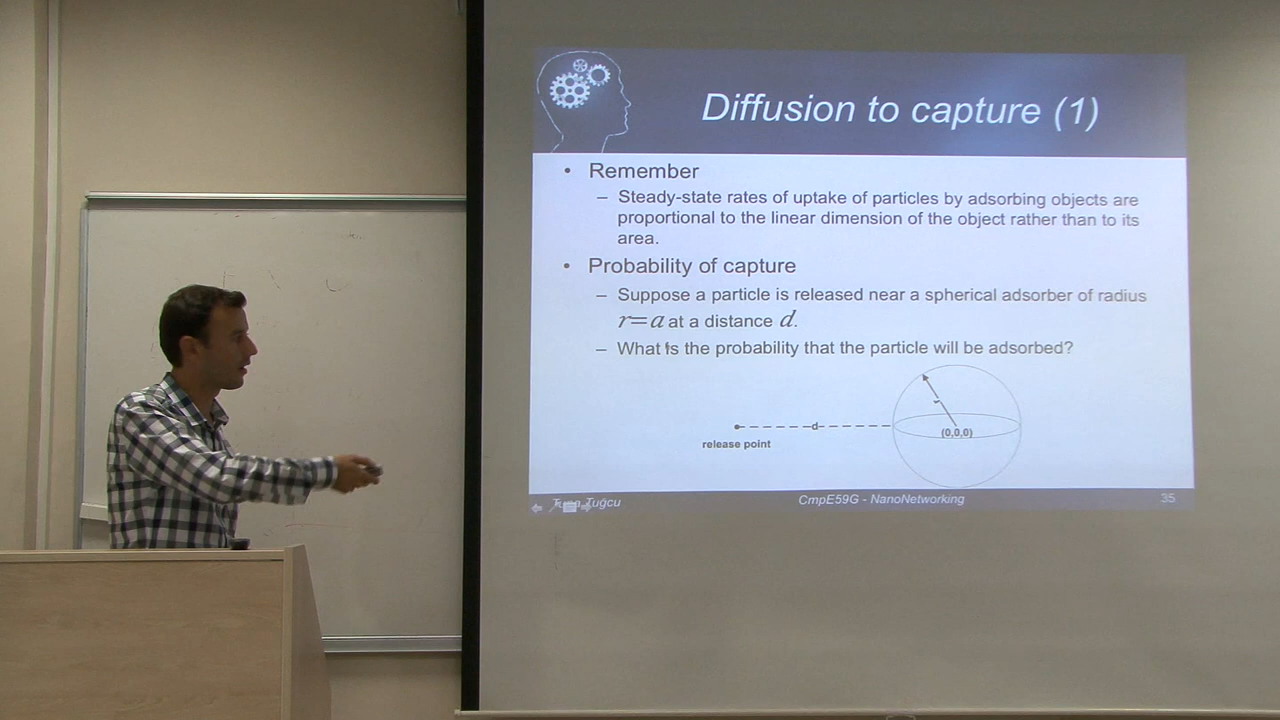 Diffusion to capture (1)
• Remember
– Steady-state rates of uptake of particles by adsorbing objects are
proportional to the linear dimension of the object rather than to its
area.
• Probability of capture
– Suppose a particle is released near a spherical adsorber of radius
r=a at a distance d.
– What is the probability that the particle will be adsorbed?
d
r
(0,0,0)
release point
Tuğcu CmpE59G - NanoNetworking 35